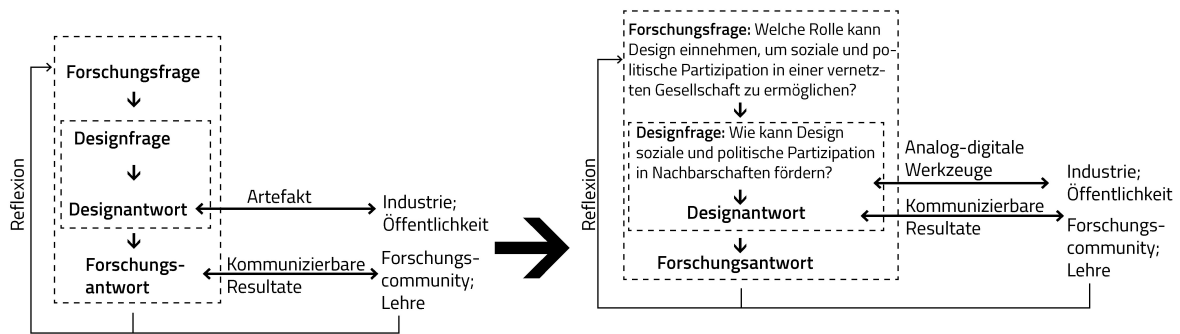 Forschungsfrage
Designfrage
Designantwort
Forschungs-
antwort
Reflexion
Artefakt
Industrie;
Öffentlichkeit
Kommunizierbare
Resultate
Forschungs-
community;
Lehre
Forschungsfrage: Welche Rolle kann
Design einnehmen, um soziale und po-
litische Partizipation in einer vernetz-
ten Gesellschaft zu ermöglichen?
Designfrage: Wie kann Design
soziale und politische Partizipation
in Nachbarschaften fördern?
Designantwort
Forschungsantwort
Reflexion
Analog-digitale
Werkzeuge
Industrie;
Öffentlichkeit
Kommunizierbare
Resultate
Forschungs-
community;
Lehre